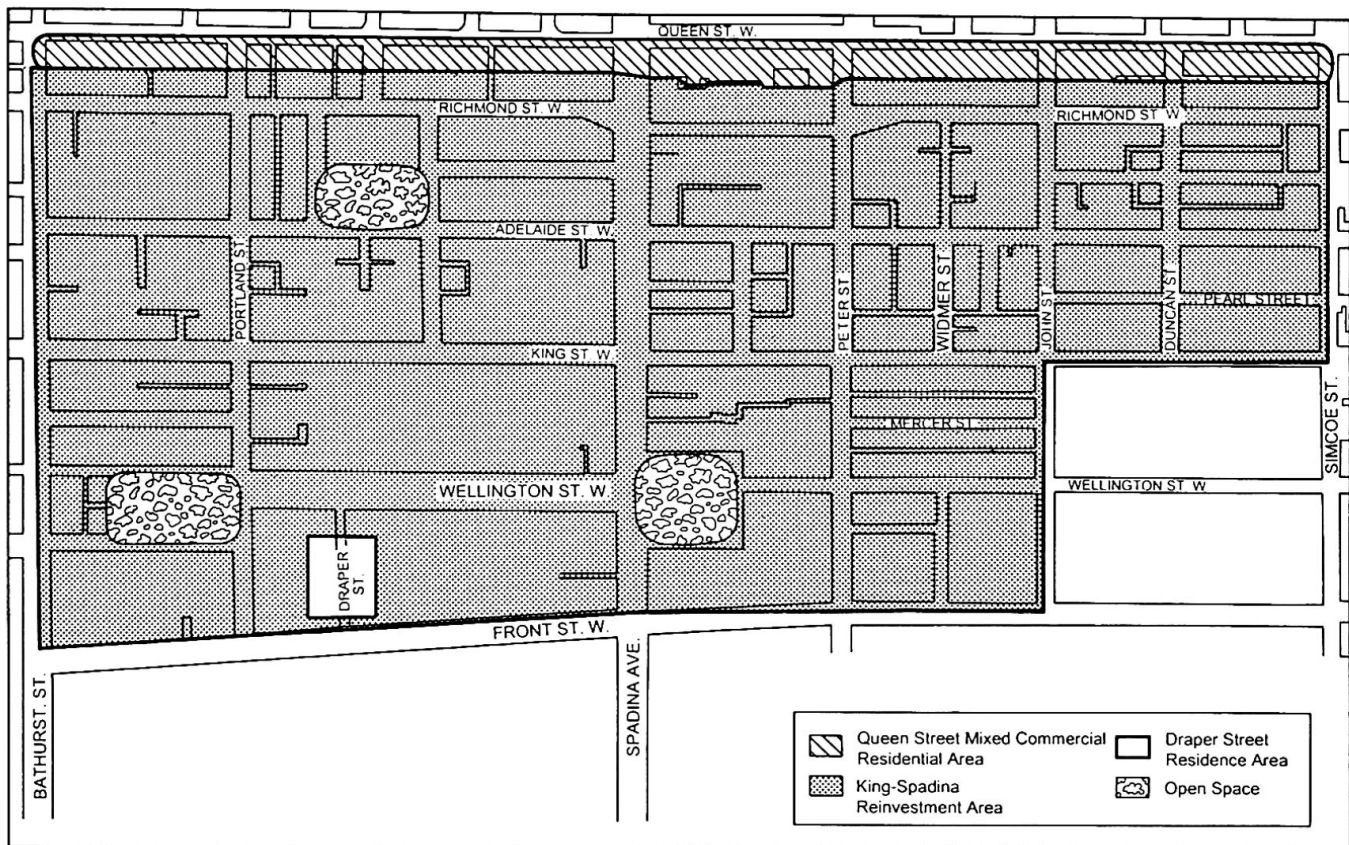 QUEEN ST. W.
RICHMOND ST. W.
RICHMOND ST. W.
ADELAIDE ST. W.
PORTLAND ST.
PETER ST.
WIDMER ST.
JOHN ST.
DUNCAN ST.
PEARL STREET
KING ST. W.
MERCER ST.
SIMCOE ST.
WELLINGTON ST. W.
WELLINGTON ST. W.
DRAPER
ST.
FRONT ST. W.
BATHURST. ST.
SPADINA AVE.
Queen Street Mixed Commercial
Residential Area
King-Spadina
Reinvestment Area
Draper Street
Residence Area
Open Space